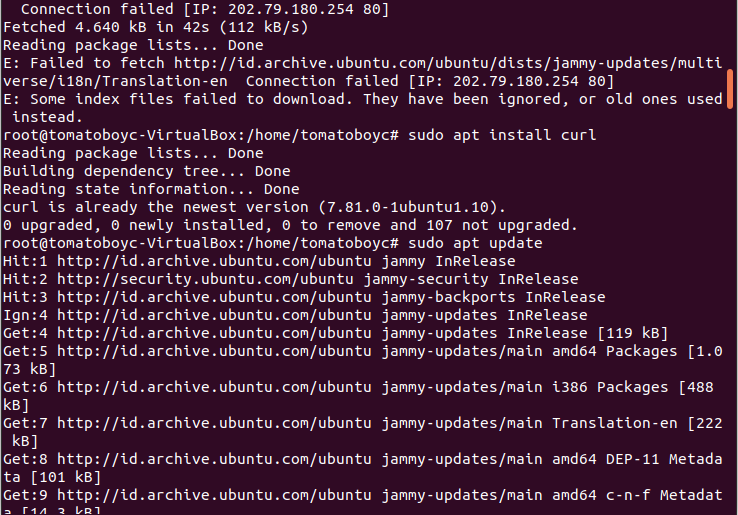 Connection failed [IP: 202.79.180.254 80]
Fetched 4.640 kB in 42s (112 kB/s)
Reading package lists... Done
E: Failed to fetch http://id.archive.ubuntu.com/ubuntu/dists/jammy-updates/multi
verse/i18n/Translation-en  Connection failed [IP: 202.79.180.254 80]
E: Some index files failed to download. They have been ignored, or old ones used
 instead.
root@tomatoboyc-VirtualBox:/home/tomatoboyc# sudo apt install curl
Reading package lists... Done
Building dependency tree... Done
Reading state information... Done
curl is already the newest version (7.81.0-1ubuntu1.10).
0 upgraded, 0 newly installed, 0 to remove and 107 not upgraded.
root@tomatoboyc-VirtualBox:/home/tomatoboyc# sudo apt update
Hit:1 http://id.archive.ubuntu.com/ubuntu jammy InRelease
Hit:2 http://security.ubuntu.com/ubuntu jammy-security InRelease
Hit:3 http://id.archive.ubuntu.com/ubuntu jammy-backports InRelease
Ign:4 http://id.archive.ubuntu.com/ubuntu jammy-updates InRelease
Get:4 http://id.archive.ubuntu.com/ubuntu jammy-updates InRelease [119 kB]
Get:5 http://id.archive.ubuntu.com/ubuntu jammy-updates/main amd64 Packages [1.0
73 kB]
Get:6 http://id.archive.ubuntu.com/ubuntu jammy-updates/main i386 Packages [488
kB]
Get:7 http://id.archive.ubuntu.com/ubuntu jammy-updates/main Translation-en [222
 kB]
Get:8 http://id.archive.ubuntu.com/ubuntu jammy-updates/main amd64 DEP-11 Metada
ta [101 kB]
Get:9 http://id.archive.ubuntu.com/ubuntu jammy-updates/main amd64 c-n-f Metadat
a [14,3 kB]